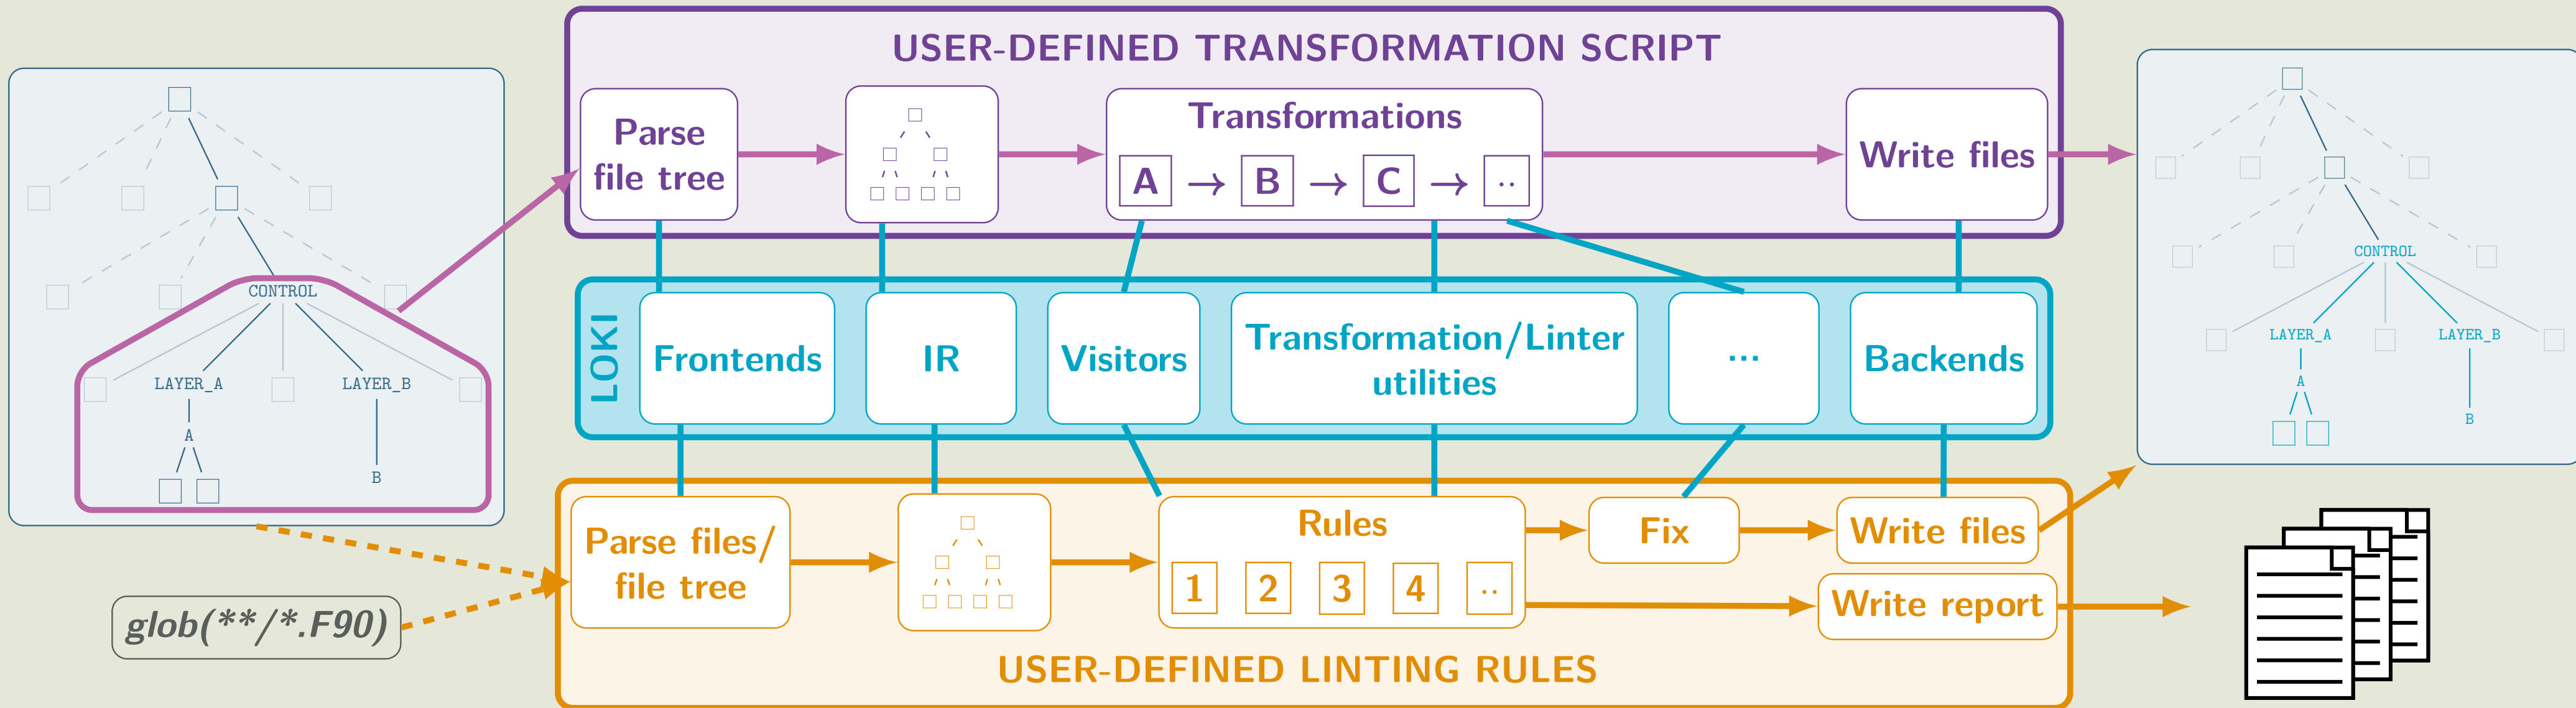 USER-DEFINED TRANSFORMATION SCRIPT
Parse
file tree
Transformations
A → B → C → ..
Write files
CONTROL
LAYER_A
LAYER_B
A
B
LOKI
Frontends
IR
Visitors
Transformation/Linter
utilities
...
Backends
CONTROL
LAYER_A
LAYER_B
A
B
glob(**/*.F90)
Parse files/
file tree
Rules
1 2 3 4 ..
Fix
Write files
Write report
USER-DEFINED LINTING RULES